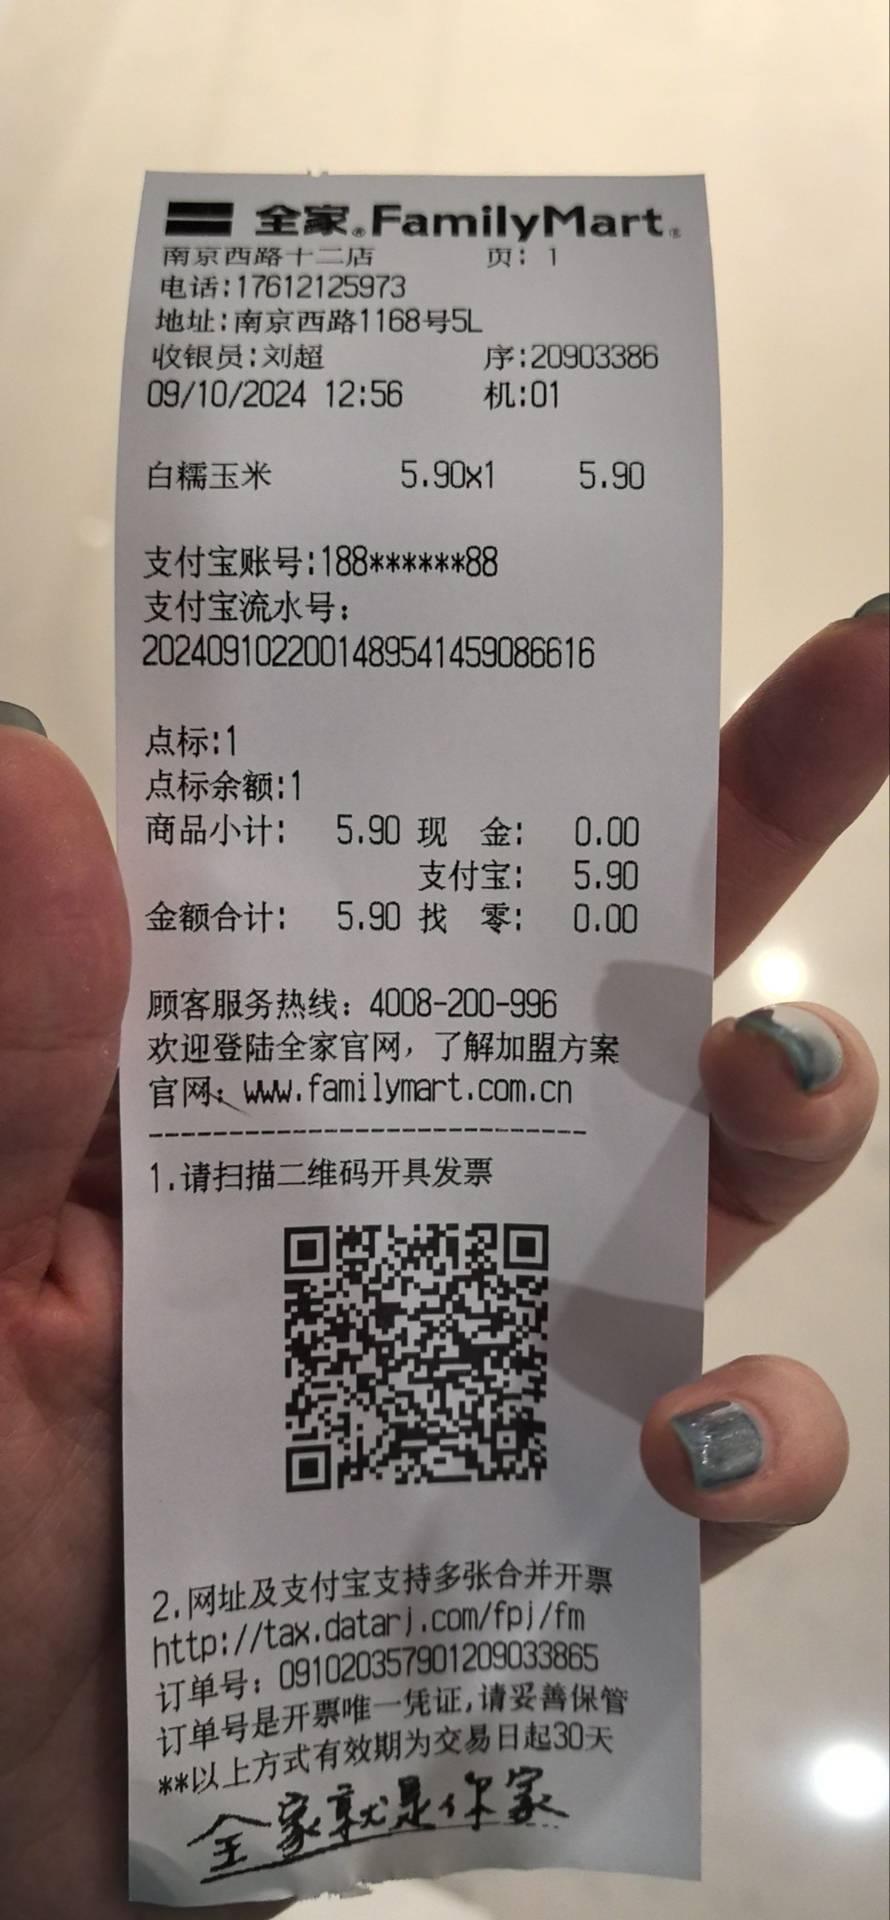 全家®FamilyMart®
南京西路十二店 页: 1
电话:17612125973
地址:南京西路1168号5L
收银员:刘超 序:20903386
09/10/2024 12:56 机:01
白糯玉米 5.90x1 5.90
支付宝账号:188******88
支付宝流水号:
2024091022001489541459086616
点标:1
点标余额:1
商品小计: 5.90 现 金: 0.00
支付宝: 5.90
金额合计: 5.90 找 零: 0.00
顾客服务热线: 4008-200-996
欢迎登陆全家官网,了解加盟方案
官网: www.familymart.com.cn
----------------------------
1.请扫描二维码开具发票
2.网址及支付宝支持多张合并开票
http://tax.datarj.com/fpj/fm
订单号: 091020357901209033865
订单号是开票唯一凭证,请妥善保管
**以上方式有效期为交易日起30天
全家就是你家